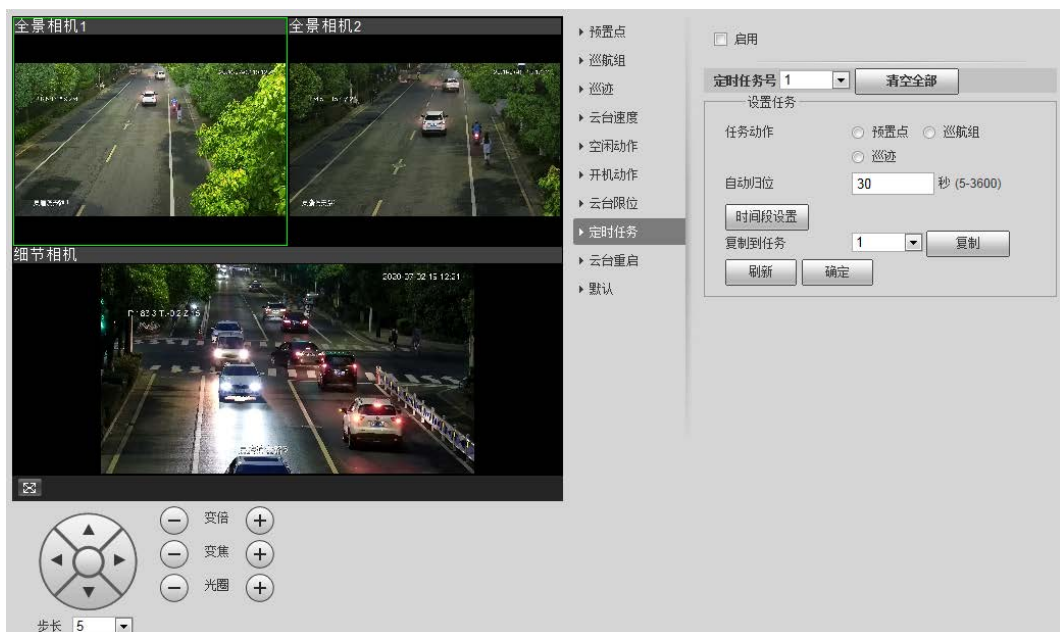 全景相机1
全景相机2
细节相机
2020-07-02 15 12:21
变倍
变焦
光圈
步长 5
预置点
巡航组
巡迹
云台速度
空闲动作
开机动作
云台限位
定时任务
云台重启
默认
启用
定时任务号 1 清空全部
设置任务
任务动作 预置点 巡航组
巡迹
自动归位 30 秒 (5-3600)
时间段设置
复制到任务 1 复制
刷新 确定